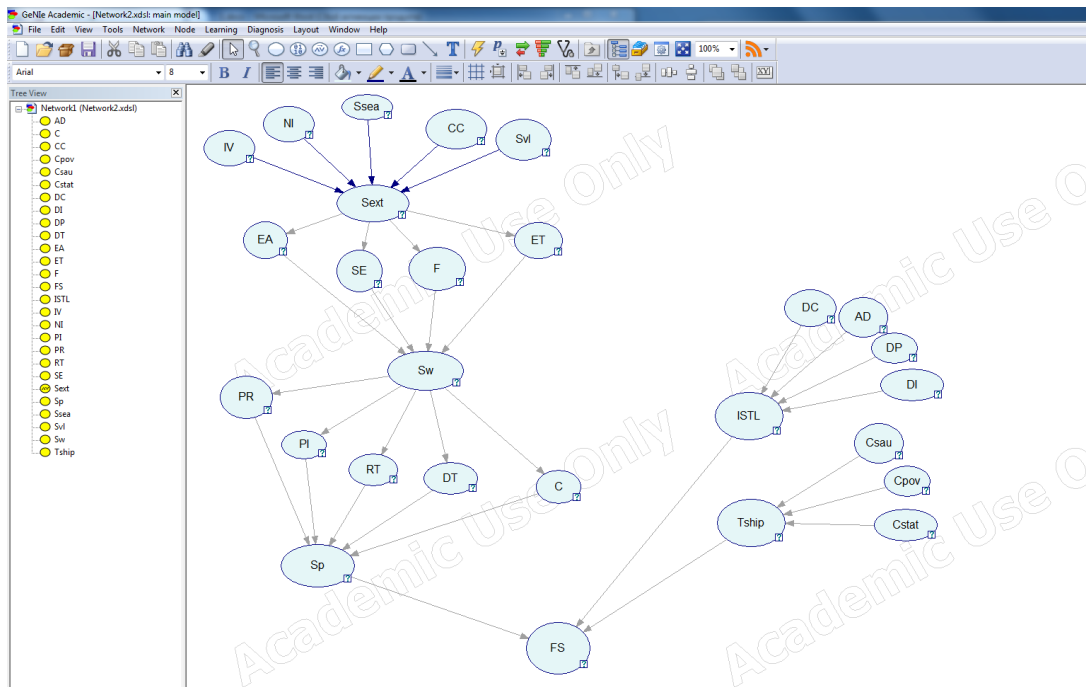 GeNIe Academic - [Network2.xdsl: main model]
File Edit View Tools Network Node Learning Diagnosis Layout Window Help
100%
Arial 8 B I A
Tree View
Network1 (Network2.xdsl)
AD
C
CC
Cpov
Csau
Cstat
DC
DI
DP
DT
EA
ET
F
FS
ISTL
IV
NI
PI
PR
RT
SE
Sext
Sp
Ssea
Svl
Sw
Tship
Ssea
NI
CC
Svl
IV
Sext
EA
ET
SE
F
DC
AD
DP
Sw
DI
PR
ISTL
PI
Csau
RT
DT
Cpov
C
Tship
Cstat
Sp
FS
Academic Use Only
Academic Use Only
Academic Use Only
Academic Use Only